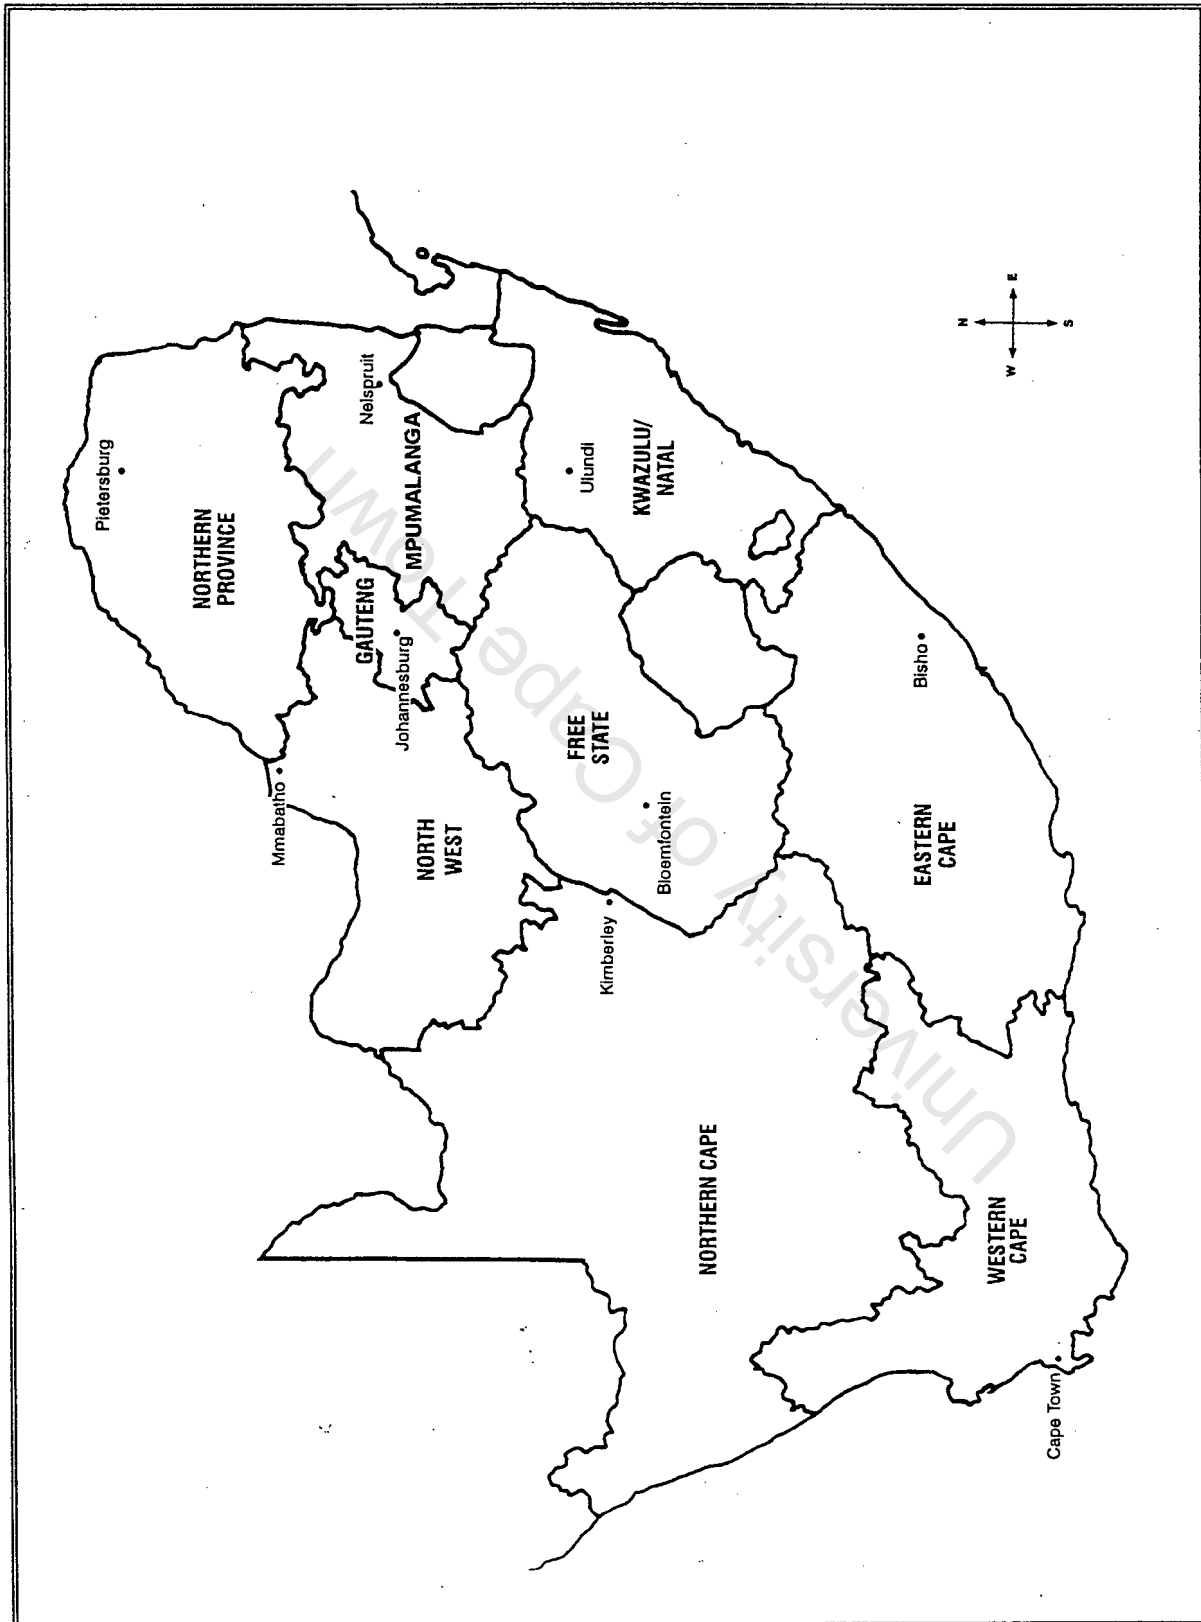 Pietersburg
NORTHERN
PROVINCE
Nelspruit
MPUMALANGA
GAUTENG
Johannesburg
Mmabatho
NORTH
WEST
Ulundi
KWAZULU/
NATAL
FREE
STATE
Bloemfontein
Kimberley
NORTHERN CAPE
Bisho
EASTERN
CAPE
WESTERN
CAPE
Cape Town
N
W
E
S
University of Cape Town